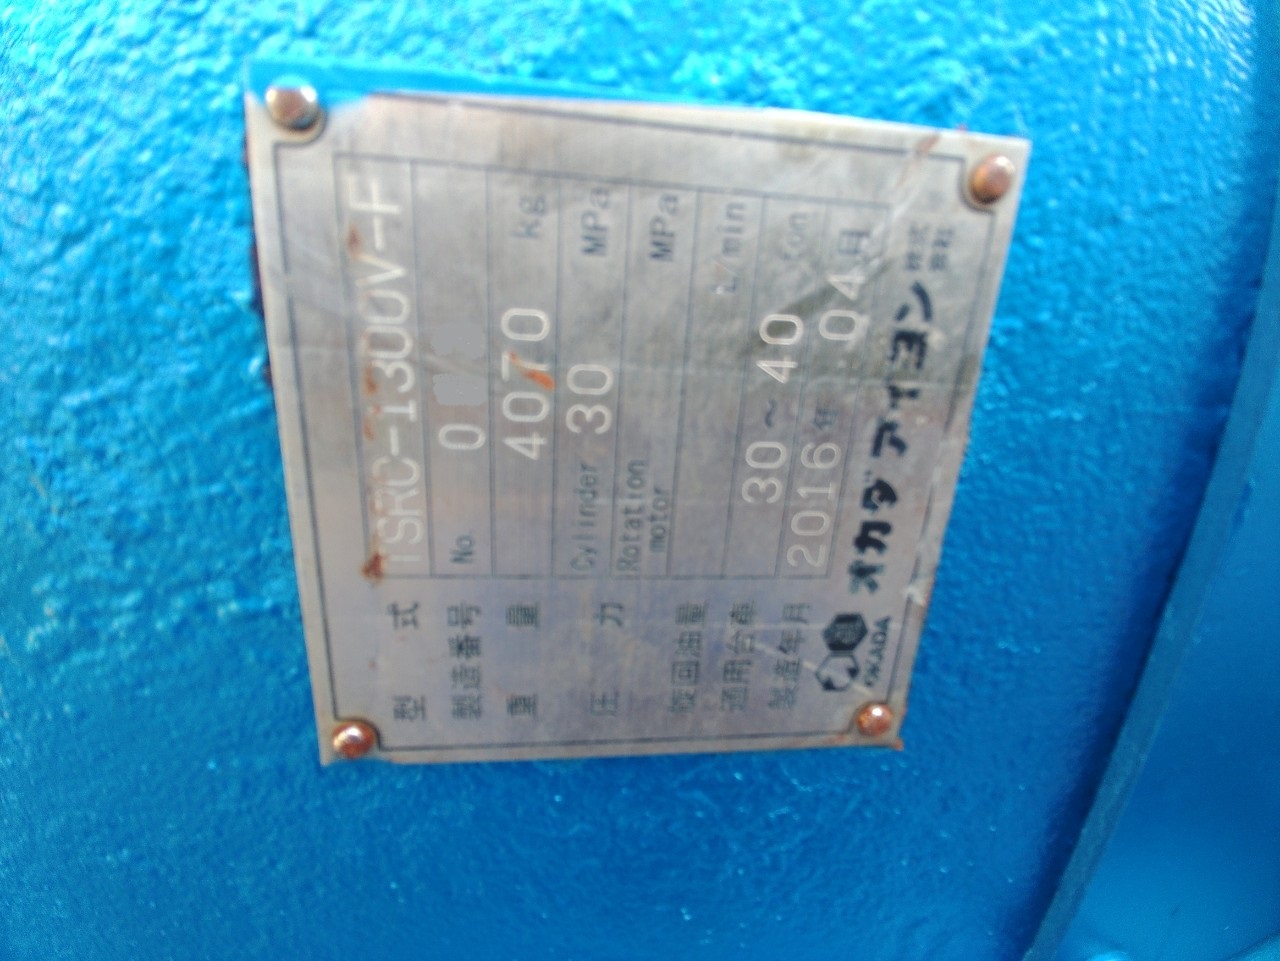 型式 TSRC-1300V-F
製造番号 No. 0
重量 4070 kg
圧力 Cylinder 30 MPa
Rotation motor MPa
旋回油量 L/min
適用台車 30~40 ton
製造年月 2016年 04月
OKADA オカダアイヨン 株式会社